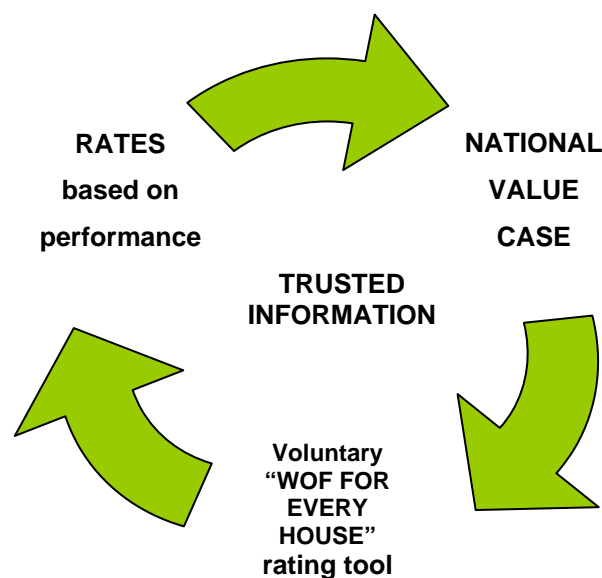 RATES
based on
performance
NATIONAL
VALUE
CASE
TRUSTED
INFORMATION
Voluntary
“WOF FOR
EVERY
HOUSE”
rating tool